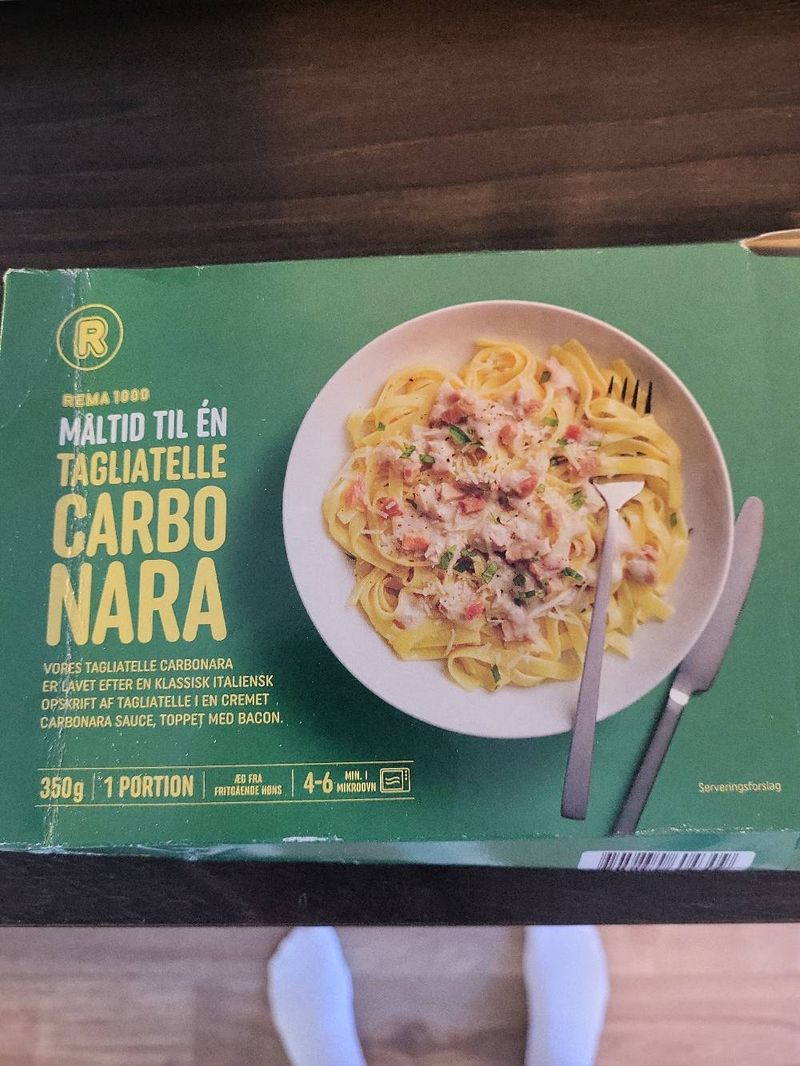 R
REMA 1000
MÅLTID TIL ÉN
TAGLIATELLE
CARBO
NARA
VORES TAGLIATELLE CARBONARA
ER LAVET EFTER EN KLASSISK ITALIENSK
OPSKRIFT AF TAGLIATELLE I EN CREMET
CARBONARA SAUCE, TOPPET MED BACON.
350g
1 PORTION
ÆG FRA
FRITGÅENDE HØNS
4-6
MIN. I
MIKROOVN
Serveringsforslag